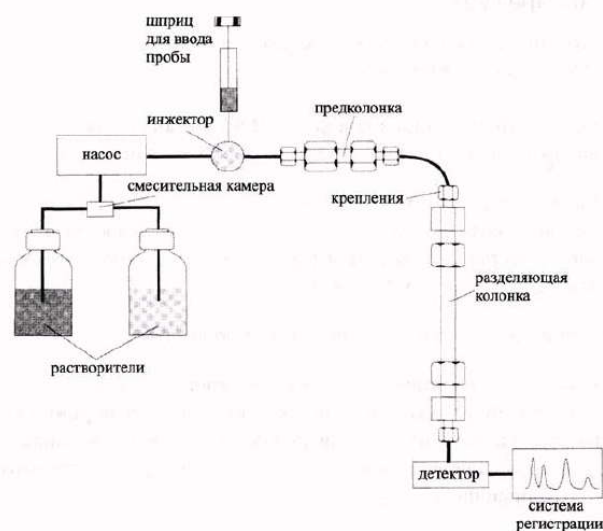 шприц
для ввода
пробы
инжектор
предколонка
насос
смесительная камера
крепления
разделяющая
колонка
растворители
детектор
система
регистрации